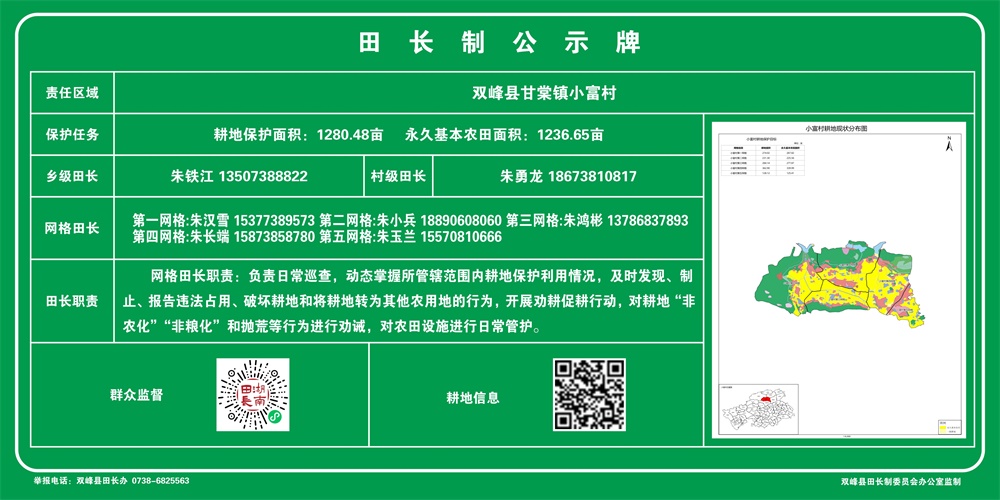 田长制公示牌
责任区域 双峰县甘棠镇小富村
保护任务 耕地保护面积：1280.48亩 永久基本农田面积：1236.65亩
乡级田长 朱铁江 13507388822 村级田长 朱勇龙 18673810817
网格田长 第一网格:朱汉雪 15377389573 第二网格:朱小兵 18890608060 第三网格:朱鸿彬 13786837893
第四网格:朱长端 15873858780 第五网格:朱玉兰 15570810666
田长职责 网格田长职责：负责日常巡查，动态掌握所管辖范围内耕地保护利用情况，及时发现、制
止、报告违法占用、破坏耕地和将耕地转为其他农用地的行为，开展劝耕促耕行动，对耕地“非
农化”“非粮化”和抛荒等行为进行劝诫，对农田设施进行日常管护。
群众监督
湖南田长
耕地信息
小富村耕地现状分布图
N
举报电话：双峰县田长办 0738-6825563
双峰县田长制委员会办公室监制